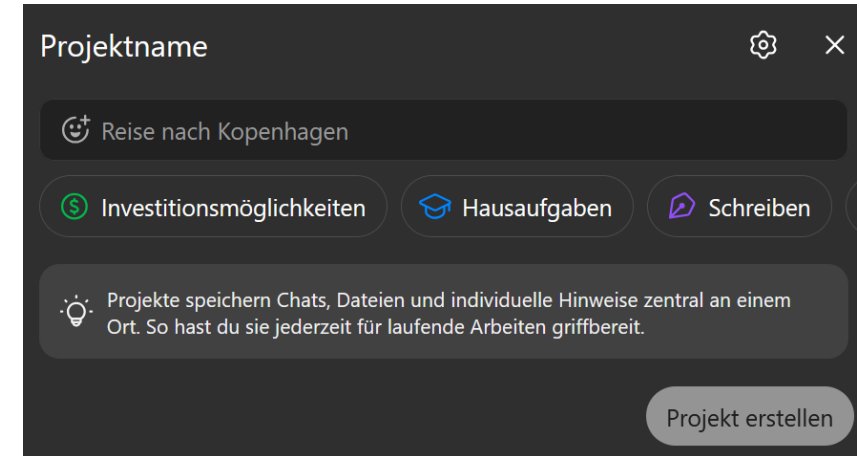 Projektname
Reise nach Kopenhagen
Investitionsmöglichkeiten Hausaufgaben Schreiben
Projekte speichern Chats, Dateien und individuelle Hinweise zentral an einem
Ort. So hast du sie jederzeit für laufende Arbeiten griffbereit.
Projekt erstellen